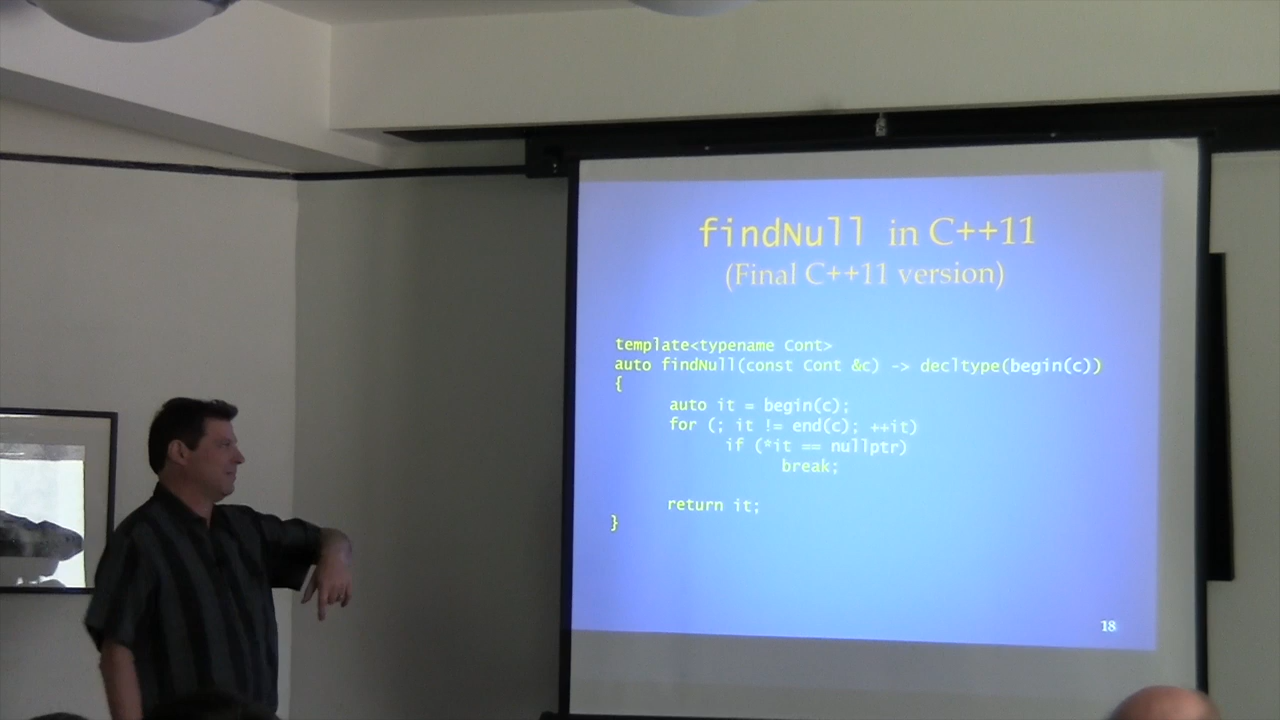 findNull in C++11
(Final C++11 version)
template<typename Cont>
auto findNull(const Cont &c) -> decltype(begin(c))
{
auto it = begin(c);
for (; it != end(c); ++it)
if (*it == nullptr)
break;
return it;
}
18